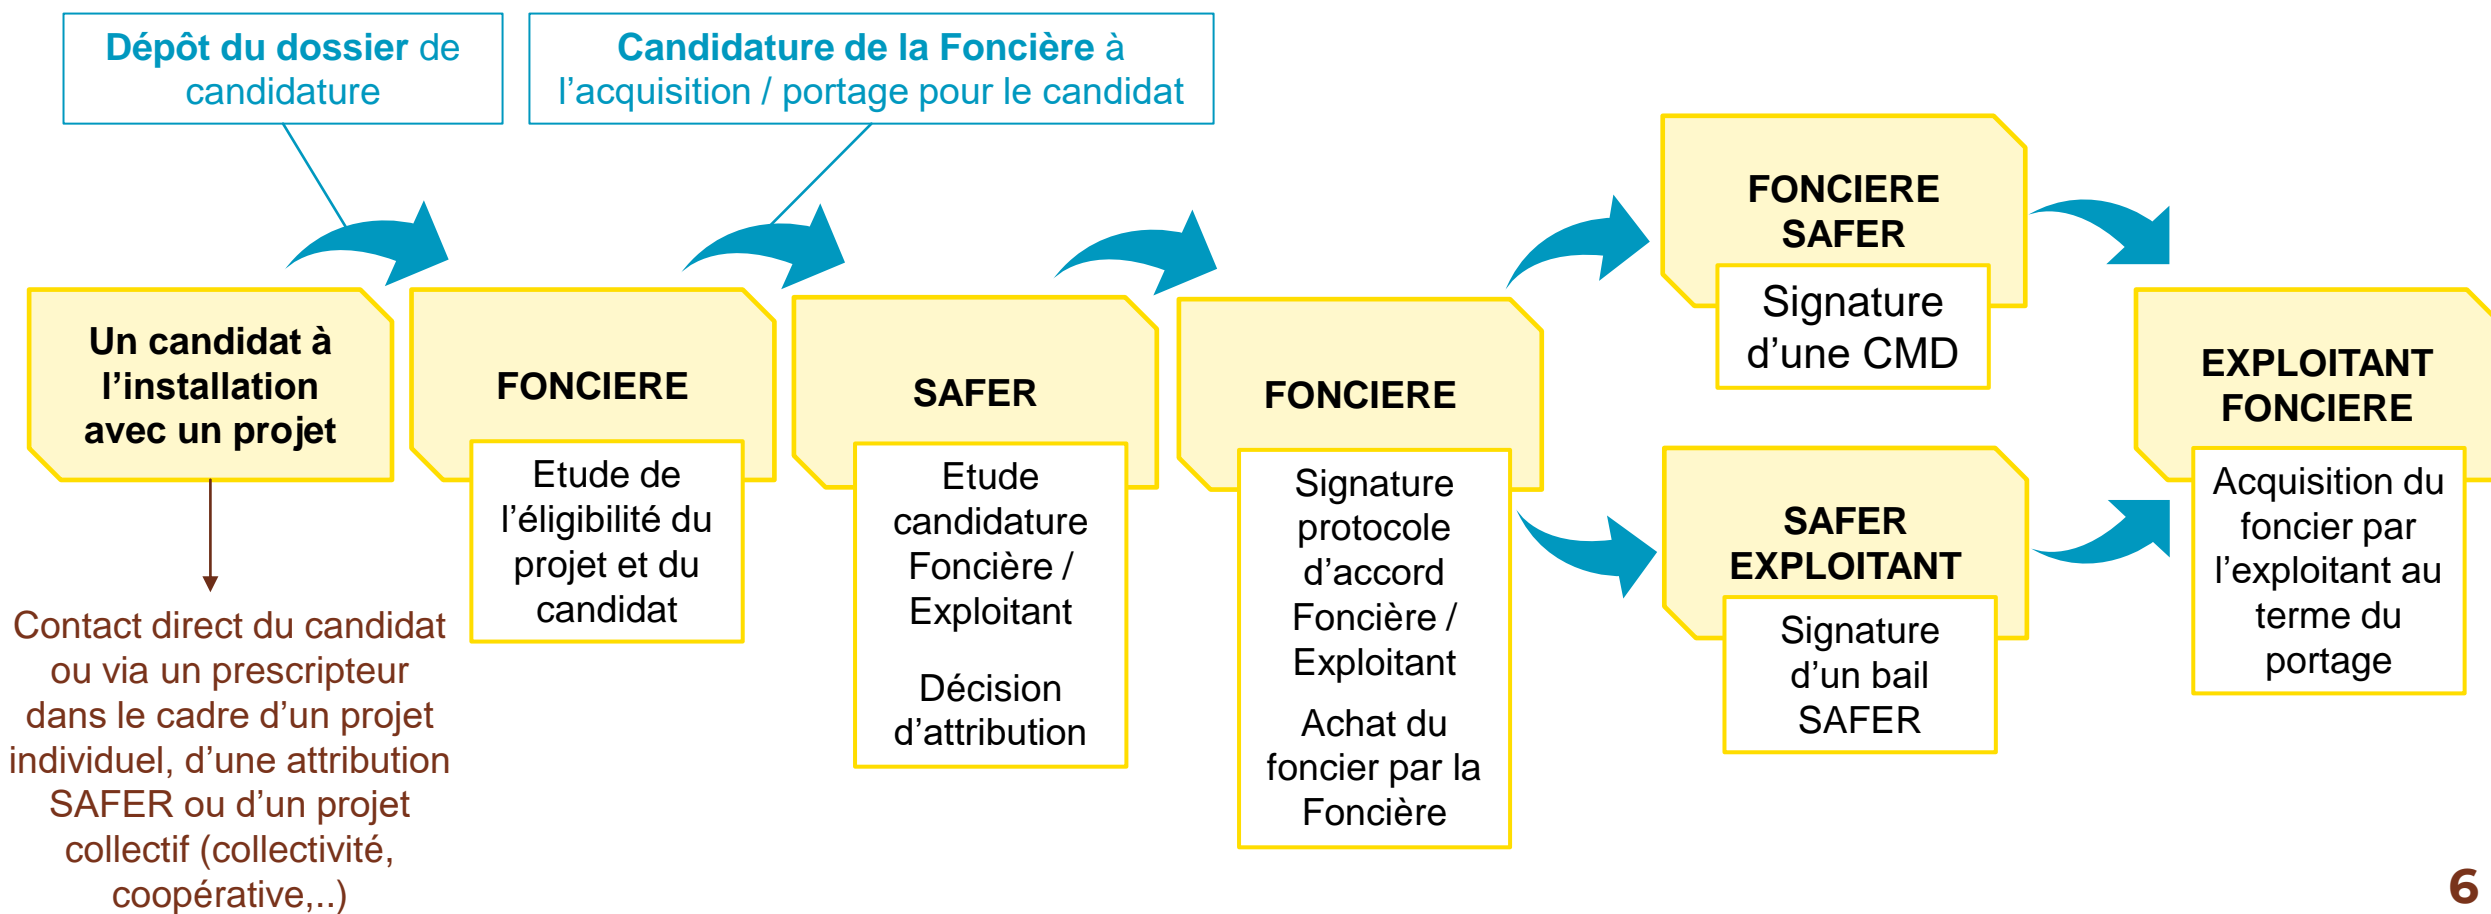 Dépôt du dossier de
candidature
Candidature de la Foncière à
l’acquisition / portage pour le candidat
Un candidat à
l’installation
avec un projet
Contact direct du candidat
ou via un prescripteur
dans le cadre d’un projet
individuel, d’une attribution
SAFER ou d’un projet
collectif (collectivité,
coopérative,..)
FONCIERE
Etude de
l’éligibilité du
projet et du
candidat
SAFER
Etude
candidature
Foncière /
Exploitant
Décision
d’attribution
FONCIERE
Signature
protocole
d’accord
Foncière /
Exploitant
Achat du
foncier par la
Foncière
FONCIERE
SAFER
Signature
d’une CMD
SAFER
EXPLOITANT
Signature
d’un bail
SAFER
EXPLOITANT
FONCIERE
Acquisition du
foncier par
l’exploitant au
terme du
portage
6